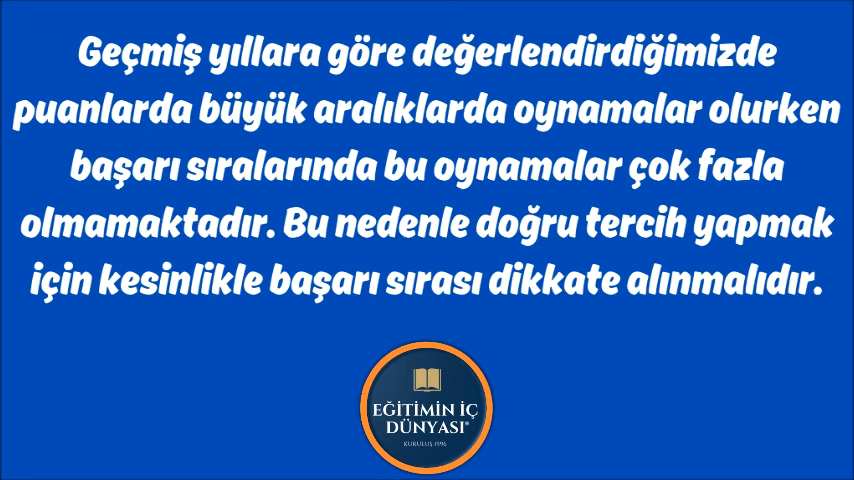 Geçmiş yıllara göre değerlendirdiğimizde
puanlarda büyük aralıklarda oynamalar olurken
başarı sıralarında bu oynamalar çok fazla
olmamaktadır. Bu nedenle doğru tercih yapmak
için kesinlikle başarı sırası dikkate alınmalıdır.
EĞİTİMİN İÇ
DÜNYASI®
KURULUŞ 1996